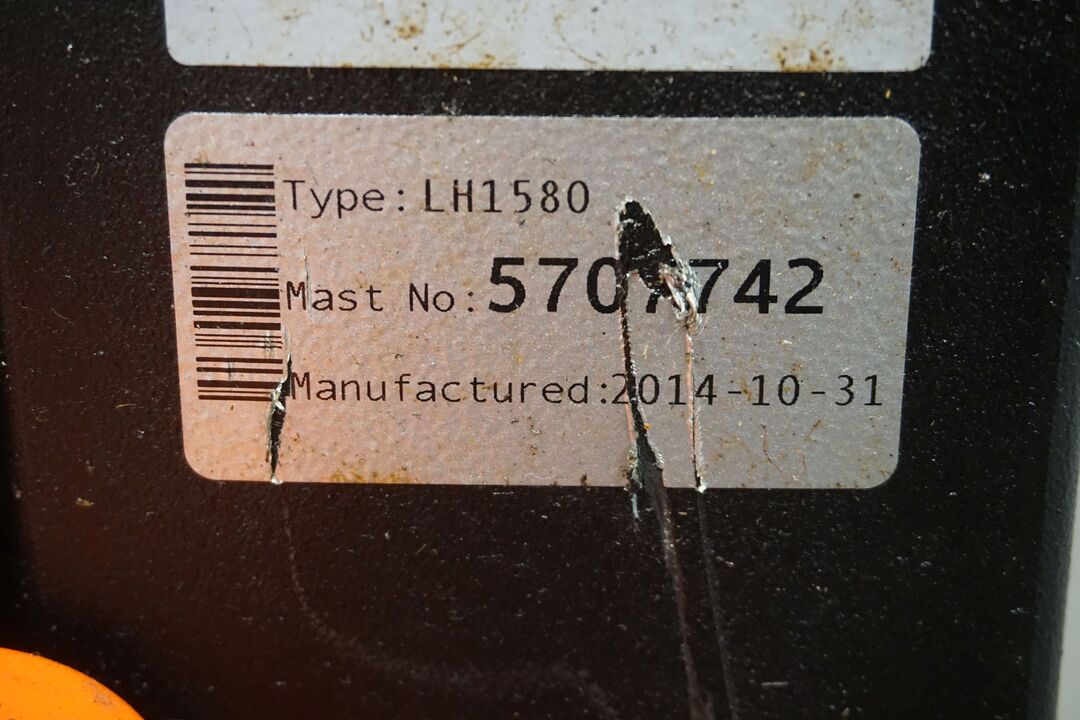 Type: LH1580
Mast No:
Manufactured:2014-10-31